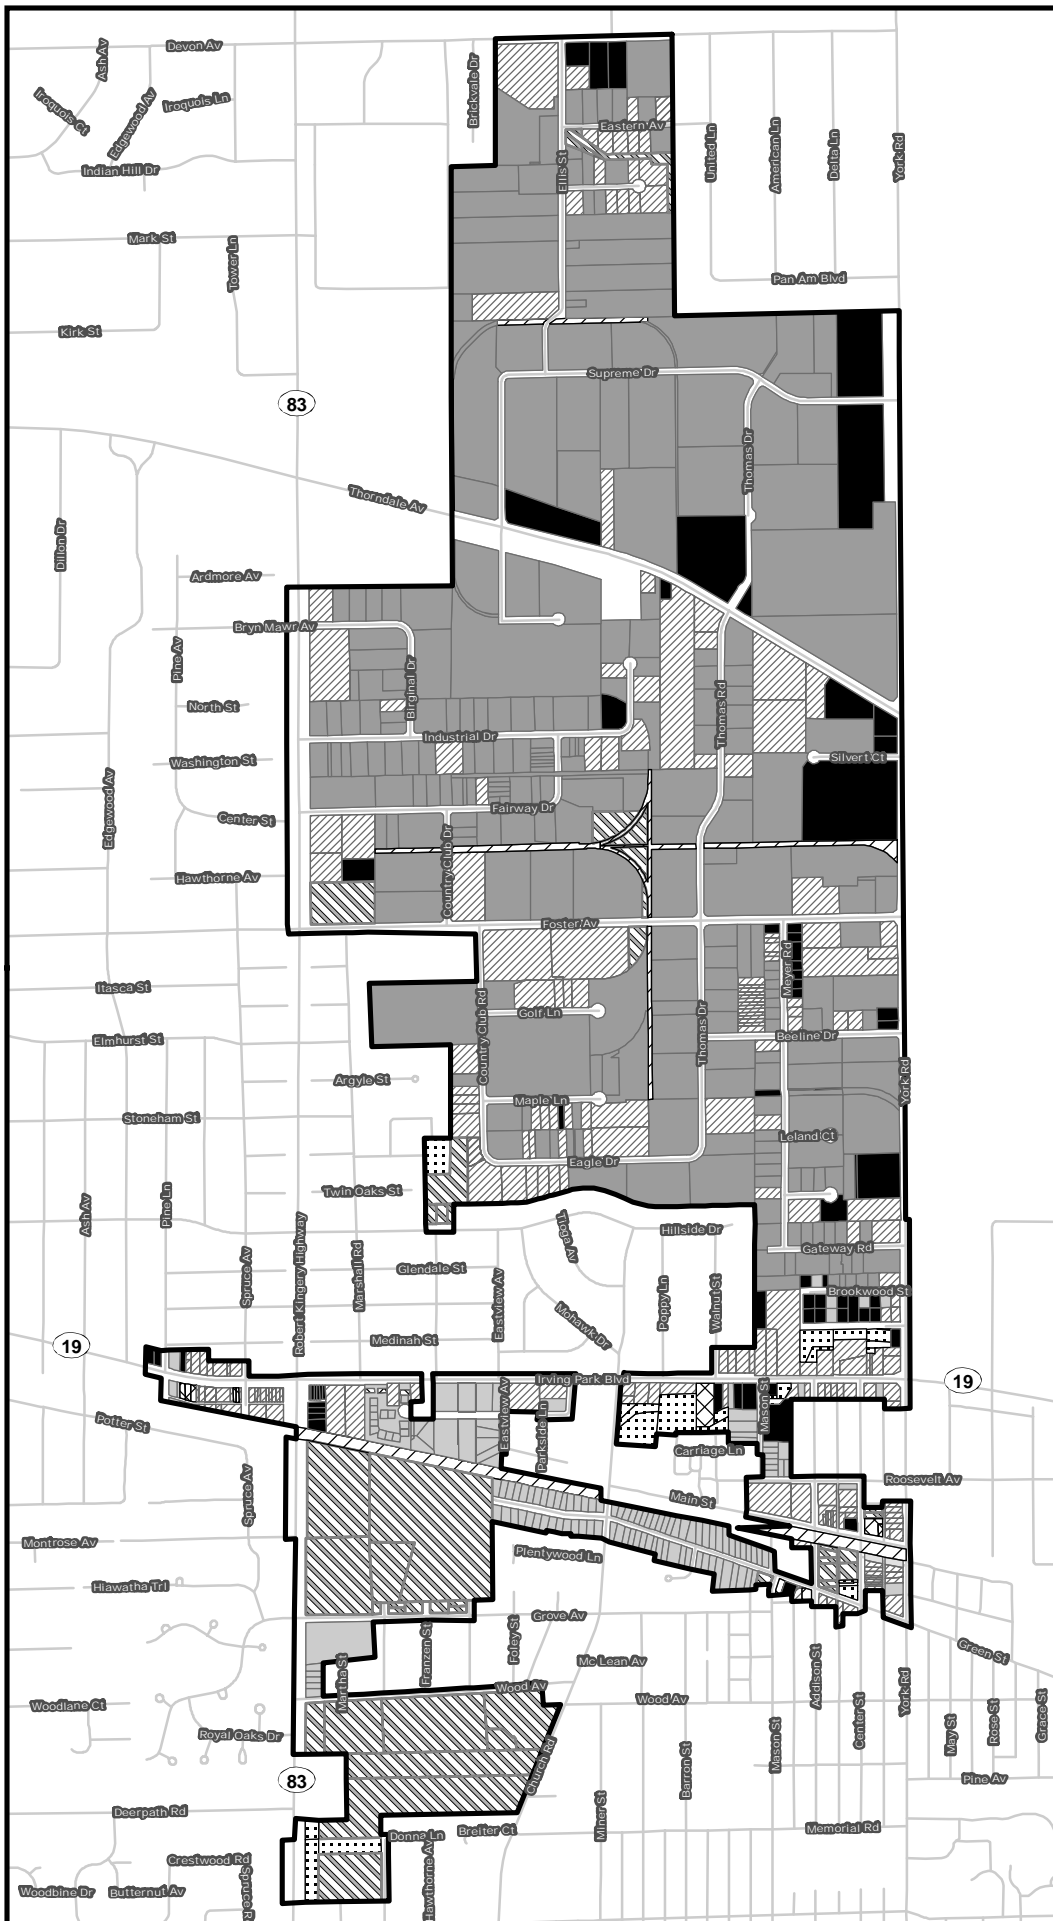 Devon Av
Ash Av
Brickvale Dr
Iroquois Ct
Edgewood Av
Iroquois Ln
Eastern Av
United Ln
American Ln
Delta Ln
York Rd
Indian Hill Dr
Ellis St
Mark St
Tower Ln
Pan Am Blvd
Kirk St
Supreme Dr
83
Thomas Dr
Thorndale Av
Dillon Dr
Ardmore Av
Bryn Mawr Av
Pine Av
Birginal Dr
North St
Thomas Rd
Industrial Dr
Washington St
Silvert Ct
Edgewood Av
Fairway Dr
Center St
Country Club Dr
Hawthorne Av
Foster Av
Meyer Rd
Itasca St
Country Club Rd
Golf Ln
Thomas Dr
Elmhurst St
Beeline Dr
Argyle St
York Rd
Maple Ln
Stoneham St
Leland Ct
Eagle Dr
Twin Oaks St
Ash Av
Pine Ln
Tioga Av
Hillside Dr
Gateway Rd
Spruce Av
Robert Kingery Highway
Marshall Rd
Glendale St
Eastview Av
Poppy Ln
Walnut St
Brookwood St
Mohawk Dr
Medinah St
19
Irving Park Blvd
19
Mason St
Eastview Av
Parkside Ln
Potter St
Carriage Ln
Roosevelt Av
Spruce Av
Main St
Montrose Av
Plentywood Ln
Hiawatha Trl
Grove Av
Foley St
Franzen St
Martha St
Green St
Mc Lean Av
Addison St
York Rd
Wood Av
Wood Av
Woodlane Ct
Center St
Grace St
Rose St
May St
Royal Oaks Dr
Mason St
Church Rd
Barron St
83
Pine Av
Miner St
Deerpath Rd
Memorial Rd
Donna Ln
Breiter Ct
Crestwood Rd
Hawthorne Av
Spruce R
Woodbine Dr
Butternut Av